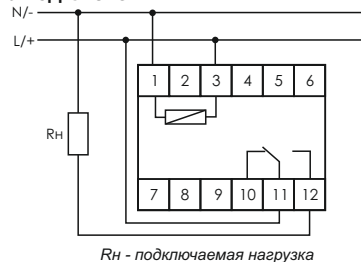 N/-
L/+
1 2 3 4 5 6
Rн
7 8 9 10 11 12
Rн - подключаемая нагрузка